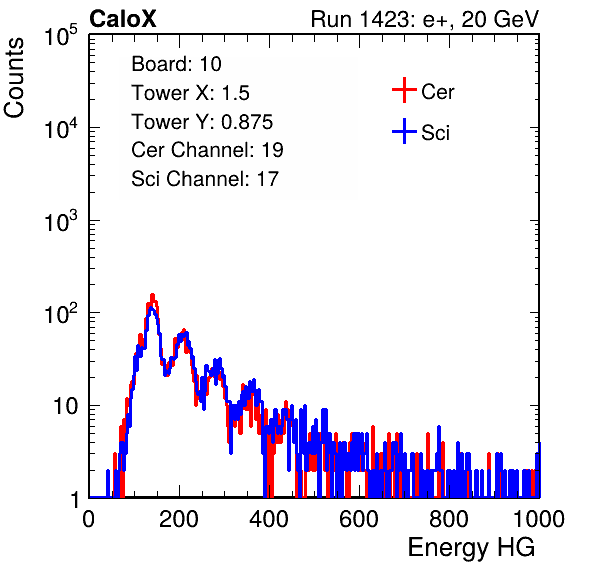 CaloX Run 1423: e+, 20 GeV
Counts
Board: 10
Tower X: 1.5
Tower Y: 0.875
Cer Channel: 19
Sci Channel: 17
Cer
Sci
10^5
10^4
10^3
10^2
10
1
0 200 400 600 800 1000
Energy HG